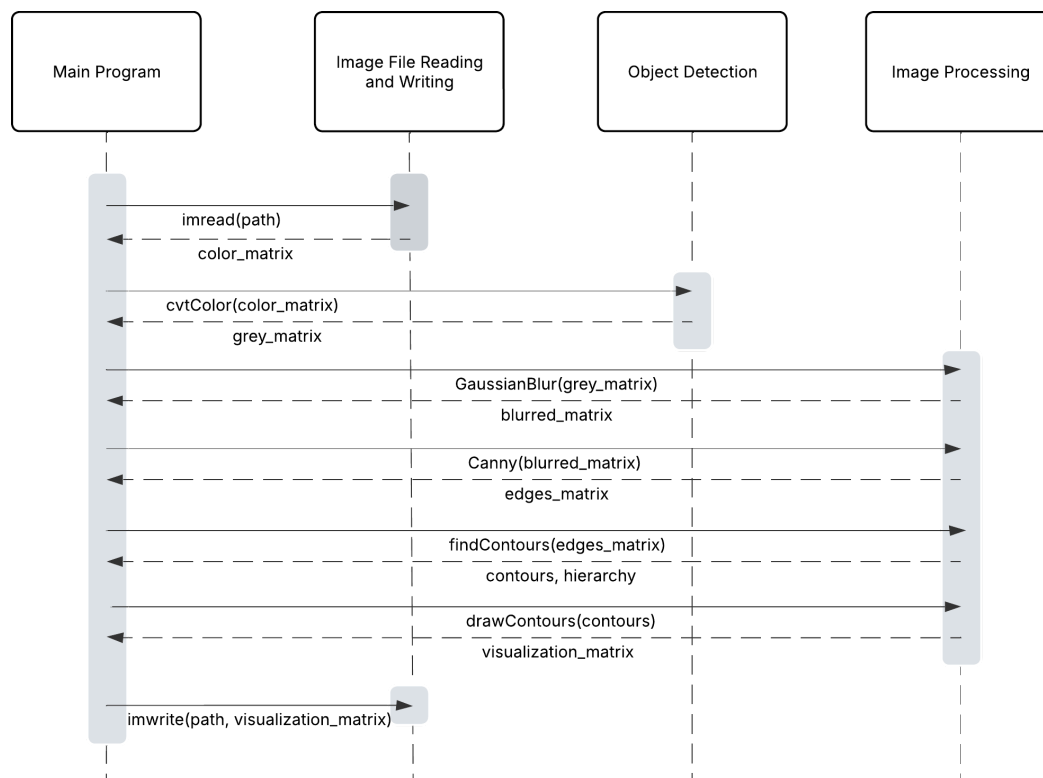 Main Program
Image File Reading
and Writing
Object Detection
Image Processing
imread(path)
color_matrix
cvtColor(color_matrix)
grey_matrix
GaussianBlur(grey_matrix)
blurred_matrix
Canny(blurred_matrix)
edges_matrix
findContours(edges_matrix)
contours, hierarchy
drawContours(contours)
visualization_matrix
imwrite(path, visualization_matrix)